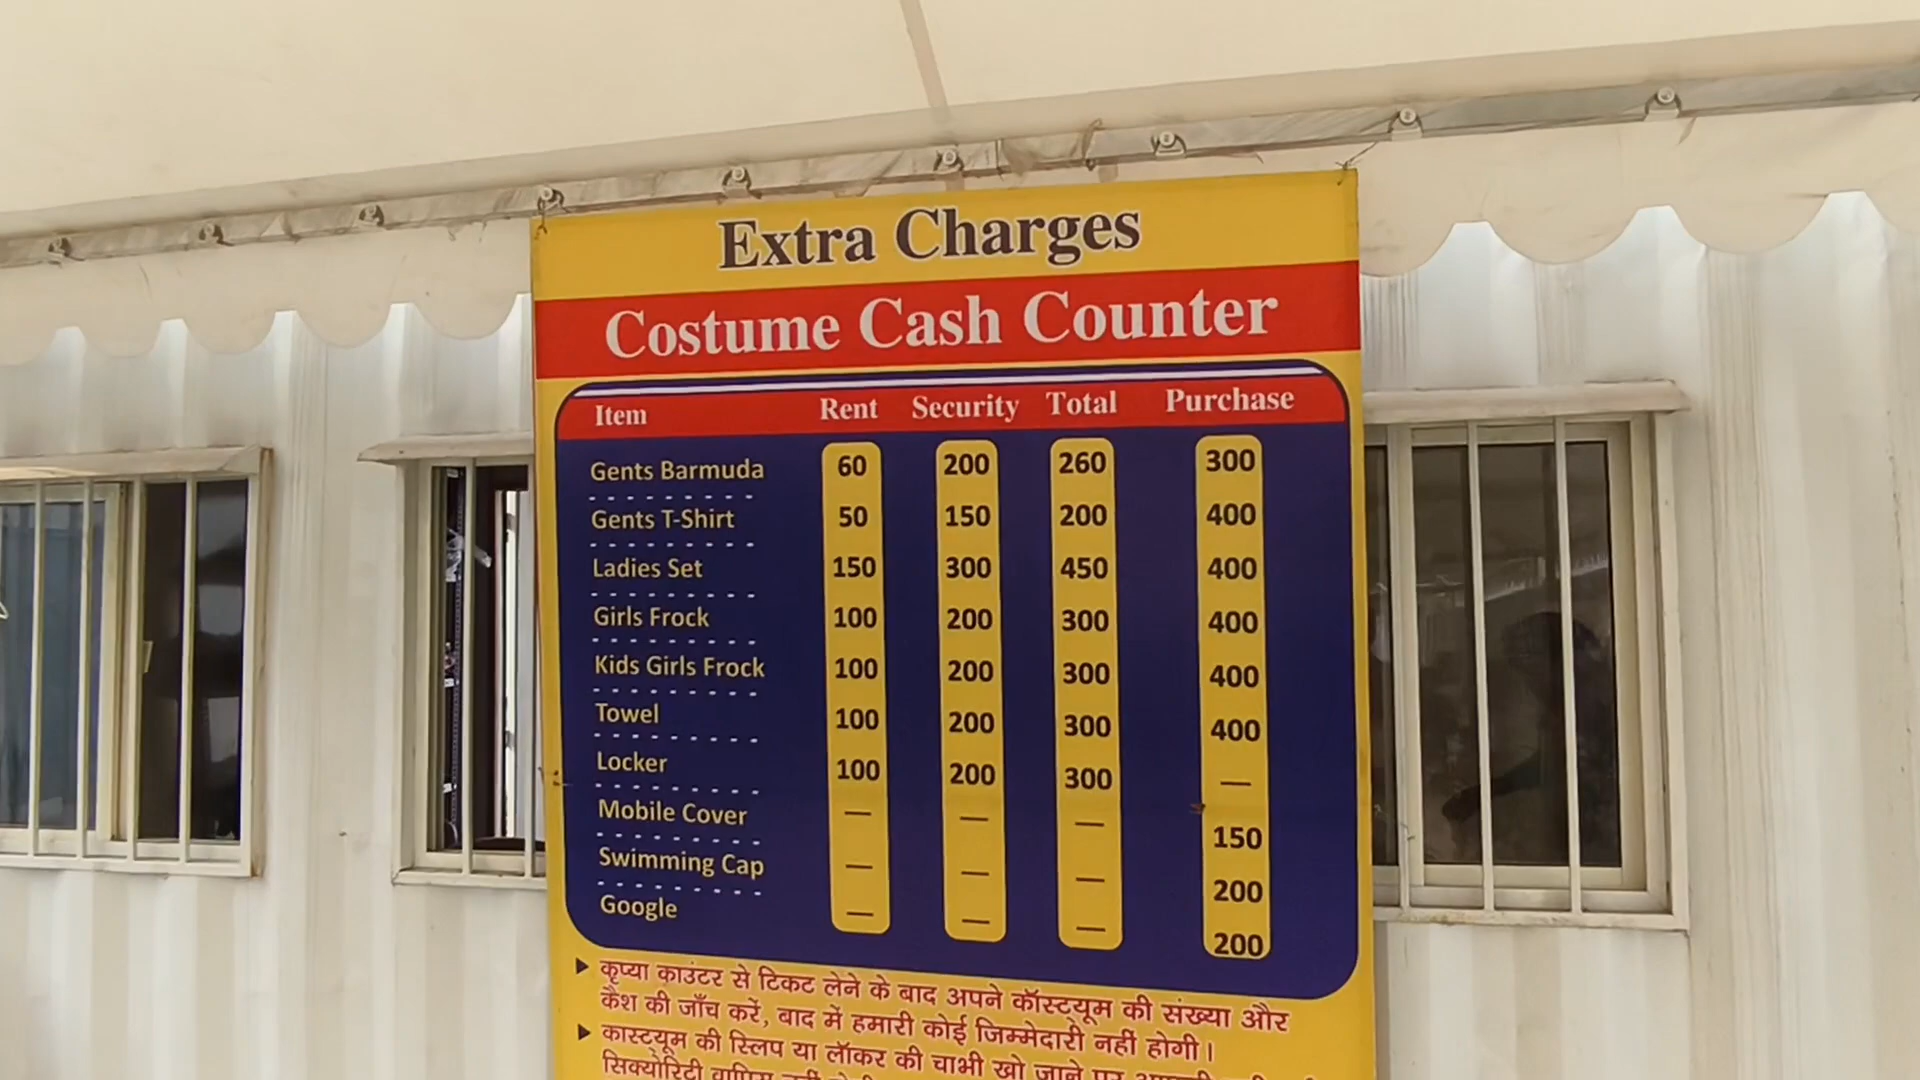 Extra Charges
Costume Cash Counter
Item Rent Security Total Purchase
Gents Barmuda 60 200 260 300
Gents T-Shirt 50 150 200 400
Ladies Set 150 300 450 400
Girls Frock 100 200 300 400
Kids Girls Frock 100 200 300 400
Towel 100 200 300 400
Locker 100 200 300 —
Mobile Cover — — — 150
Swimming Cap — — — 200
Google — — — 200
कृप्या काउंटर से टिकट लेने के बाद अपने कॉस्ट्यूम की संख्या और
कैश की जाँच करें, बाद में हमारी कोई जिम्मेदारी नहीं होगी।
कास्ट्यूम की स्लिप या लॉकर की चाभी खो जाने पर
सिक्योरिटी वापिस नहीं